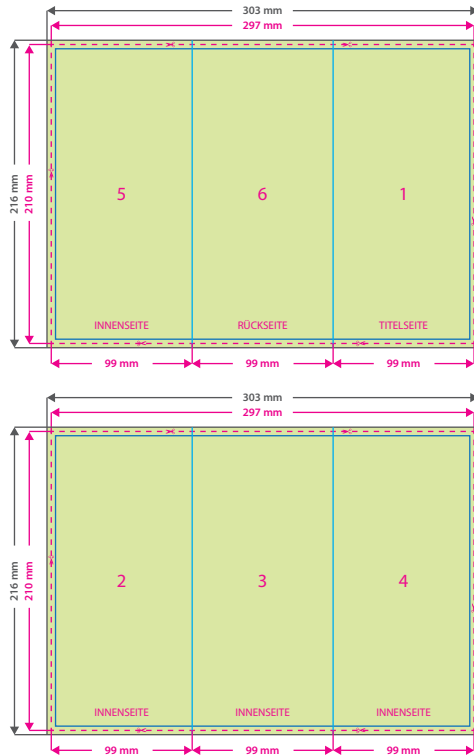 303 mm
297 mm
216 mm
210 mm
5
6
1
INNENSEITE
RÜCKSEITE
TITELSEITE
99 mm
99 mm
99 mm
303 mm
297 mm
216 mm
210 mm
2
3
4
INNENSEITE
INNENSEITE
INNENSEITE
99 mm
99 mm
99 mm